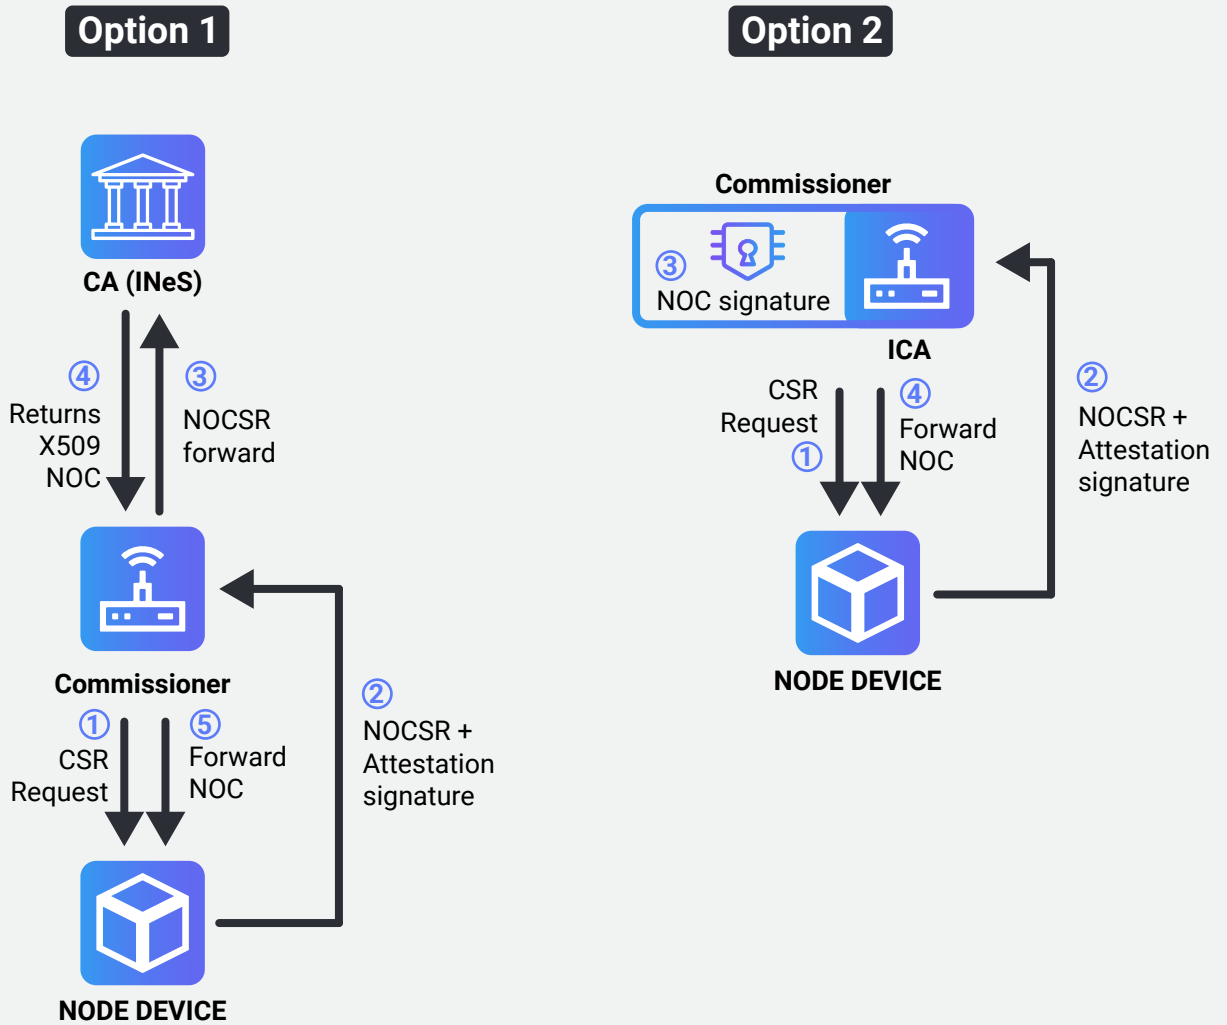 Option 1
CA (INeS)
④
Returns
X509
NOC
③
NOCSR
forward
Commissioner
①
CSR
Request
⑤
Forward
NOC
②
NOCSR +
Attestation
signature
NODE DEVICE
Option 2
Commissioner
③
NOC signature
ICA
CSR
Request
①
④
Forward
NOC
②
NOCSR +
Attestation
signature
NODE DEVICE